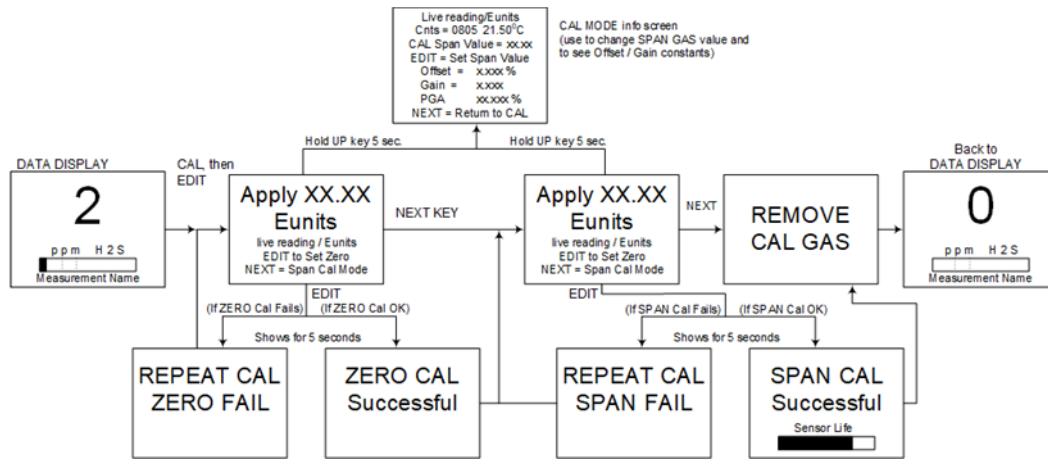 Live reading/Eunits
Cnts = 0805 21.50⁰C
CAL Span Value = xx.xx
EDIT = Set Span Value
Offset = x.xxx %
Gain = x.xxx
PGA xx.xxx %
NEXT = Return to CAL
CAL MODE info screen
(use to change SPAN GAS value and
to see Offset / Gain constants)
Hold UP key 5 sec.
Hold UP key 5 sec.
DATA DISPLAY
2
ppm H2S
Measurement Name
CAL, then
EDIT
Apply XX.XX
Eunits
live reading / Eunits
EDIT to Set Zero
NEXT = Span Cal Mode
NEXT KEY
Apply XX.XX
Eunits
live reading / Eunits
EDIT to Set Zero
NEXT = Span Cal Mode
NEXT
REMOVE
CAL GAS
Back to
DATA DISPLAY
0
ppm H2S
Measurement Name
EDIT
(If ZERO Cal Fails)
(If ZERO Cal OK)
Shows for 5 seconds
EDIT
(If SPAN Cal Fails)
(If SPAN Cal OK)
Shows for 5 seconds
REPEAT CAL
ZERO FAIL
ZERO CAL
Successful
REPEAT CAL
SPAN FAIL
SPAN CAL
Successful
Sensor Life